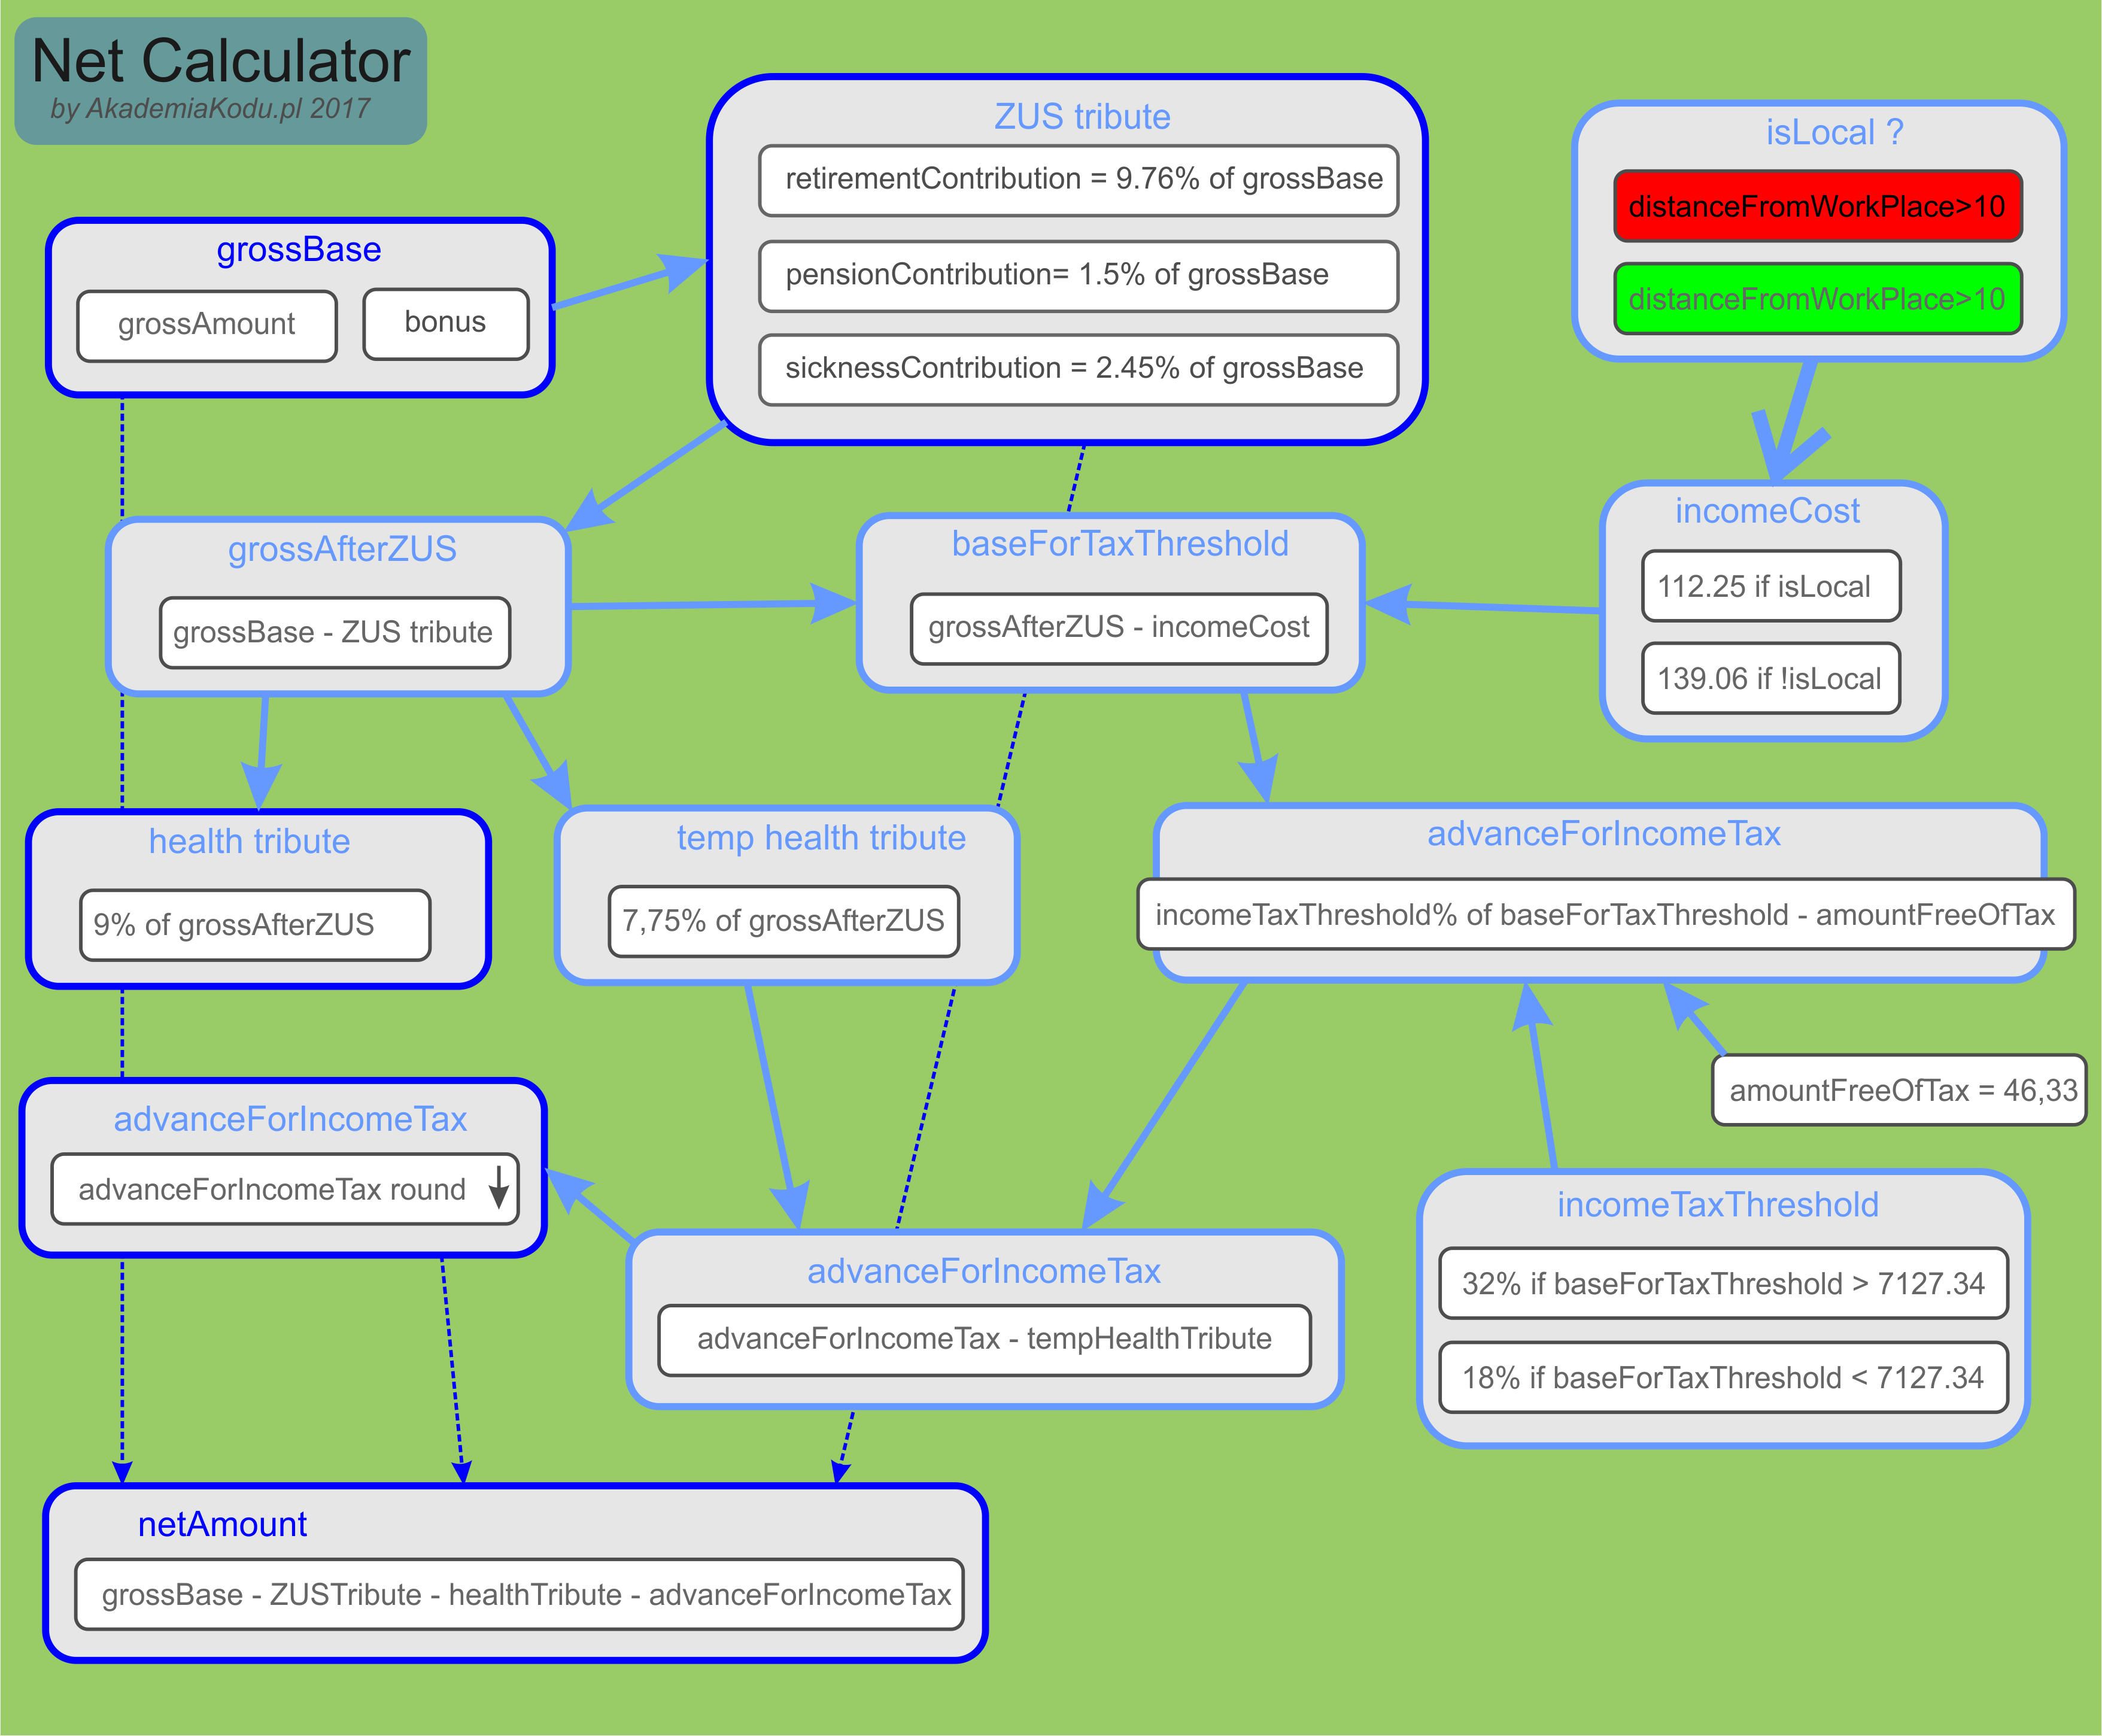 Net Calculator
by AkademiaKodu.pl 2017
ZUS tribute
retirementContribution = 9.76% of grossBase
pensionContribution= 1.5% of grossBase
sicknessContribution = 2.45% of grossBase
isLocal ?
distanceFromWorkPlace>10
distanceFromWorkPlace>10
grossBase
grossAmount
bonus
grossAfterZUS
grossBase - ZUS tribute
baseForTaxThreshold
grossAfterZUS - incomeCost
incomeCost
112.25 if isLocal
139.06 if !isLocal
health tribute
9% of grossAfterZUS
temp health tribute
7,75% of grossAfterZUS
advanceForIncomeTax
incomeTaxThreshold% of baseForTaxThreshold - amountFreeOfTax
amountFreeOfTax = 46,33
advanceForIncomeTax
advanceForIncomeTax round
advanceForIncomeTax
advanceForIncomeTax - tempHealthTribute
incomeTaxThreshold
32% if baseForTaxThreshold > 7127.34
18% if baseForTaxThreshold < 7127.34
netAmount
grossBase - ZUSTribute - healthTribute - advanceForIncomeTax